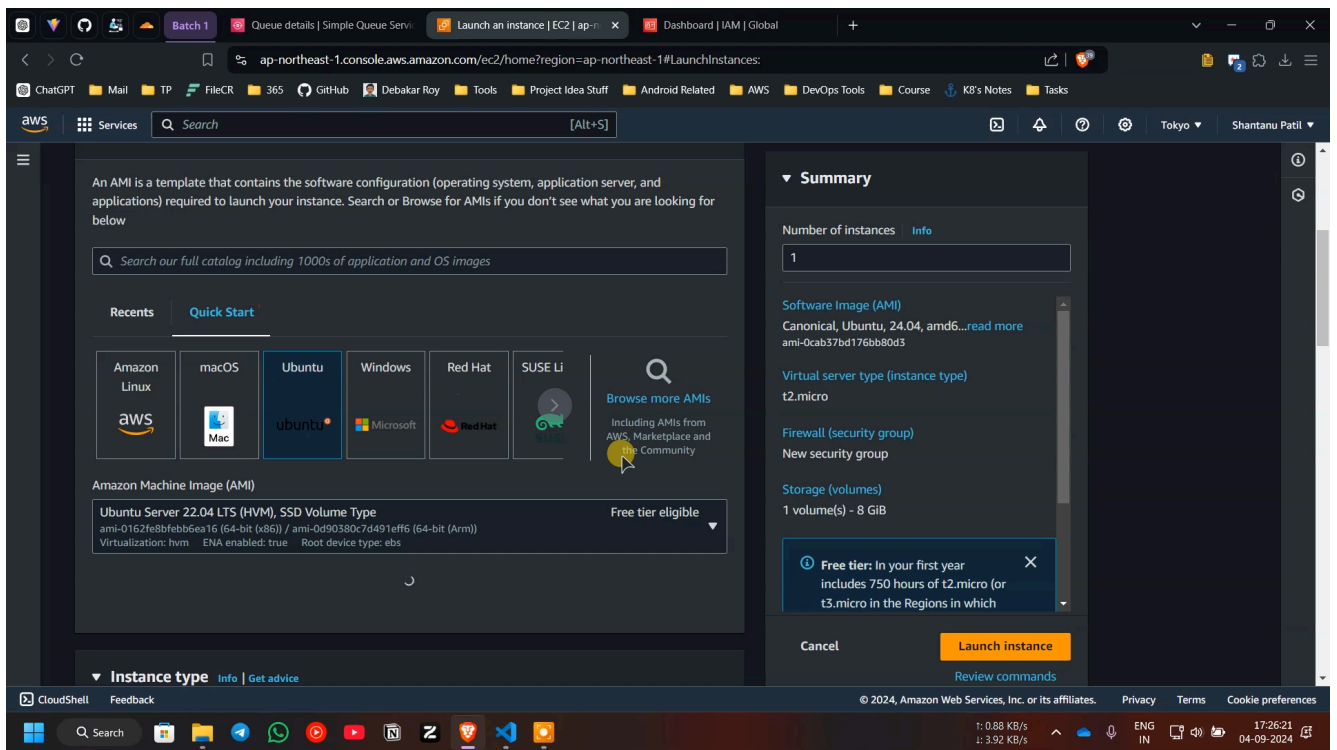 Batch 1
Queue details | Simple Queue Servic
Launch an instance | EC2 | ap-n
Dashboard | IAM | Global
ap-northeast-1.console.aws.amazon.com/ec2/home?region=ap-northeast-1#LaunchInstances:
ChatGPT Mail TP FileCR 365 GitHub Debakar Roy Tools Project Idea Stuff Android Related AWS DevOps Tools Course K8's Notes Tasks
aws Services Search [Alt+S] Tokyo ▼ Shantanu Patil ▼
An AMI is a template that contains the software configuration (operating system, application server, and
applications) required to launch your instance. Search or Browse for AMIs if you don't see what you are looking for
below
Search our full catalog including 1000s of application and OS images
Recents Quick Start
Amazon
Linux
aws
macOS
Mac
Ubuntu
ubuntu
Windows
Microsoft
Red Hat
Red Hat
SUSE Li
Browse more AMIs
Including AMIs from
AWS, Marketplace and
the Community
Amazon Machine Image (AMI)
Ubuntu Server 22.04 LTS (HVM), SSD Volume Type Free tier eligible
ami-0162fe8bfebb6ea16 (64-bit (x86)) / ami-0d90380c7d491eff6 (64-bit (Arm))
Virtualization: hvm ENA enabled: true Root device type: ebs
▼ Instance type Info | Get advice
▼ Summary
Number of instances Info
1
Software Image (AMI)
Canonical, Ubuntu, 24.04, amd6...read more
ami-0cab37bd176bb80d3
Virtual server type (instance type)
t2.micro
Firewall (security group)
New security group
Storage (volumes)
1 volume(s) - 8 GiB
Free tier: In your first year
includes 750 hours of t2.micro (or
t3.micro in the Regions in which
Cancel Launch instance
Review commands
CloudShell Feedback © 2024, Amazon Web Services, Inc. or its affiliates. Privacy Terms Cookie preferences
Search
↑: 0.88 KB/s
↓: 3.92 KB/s
ENG
IN
17:26:21
04-09-2024